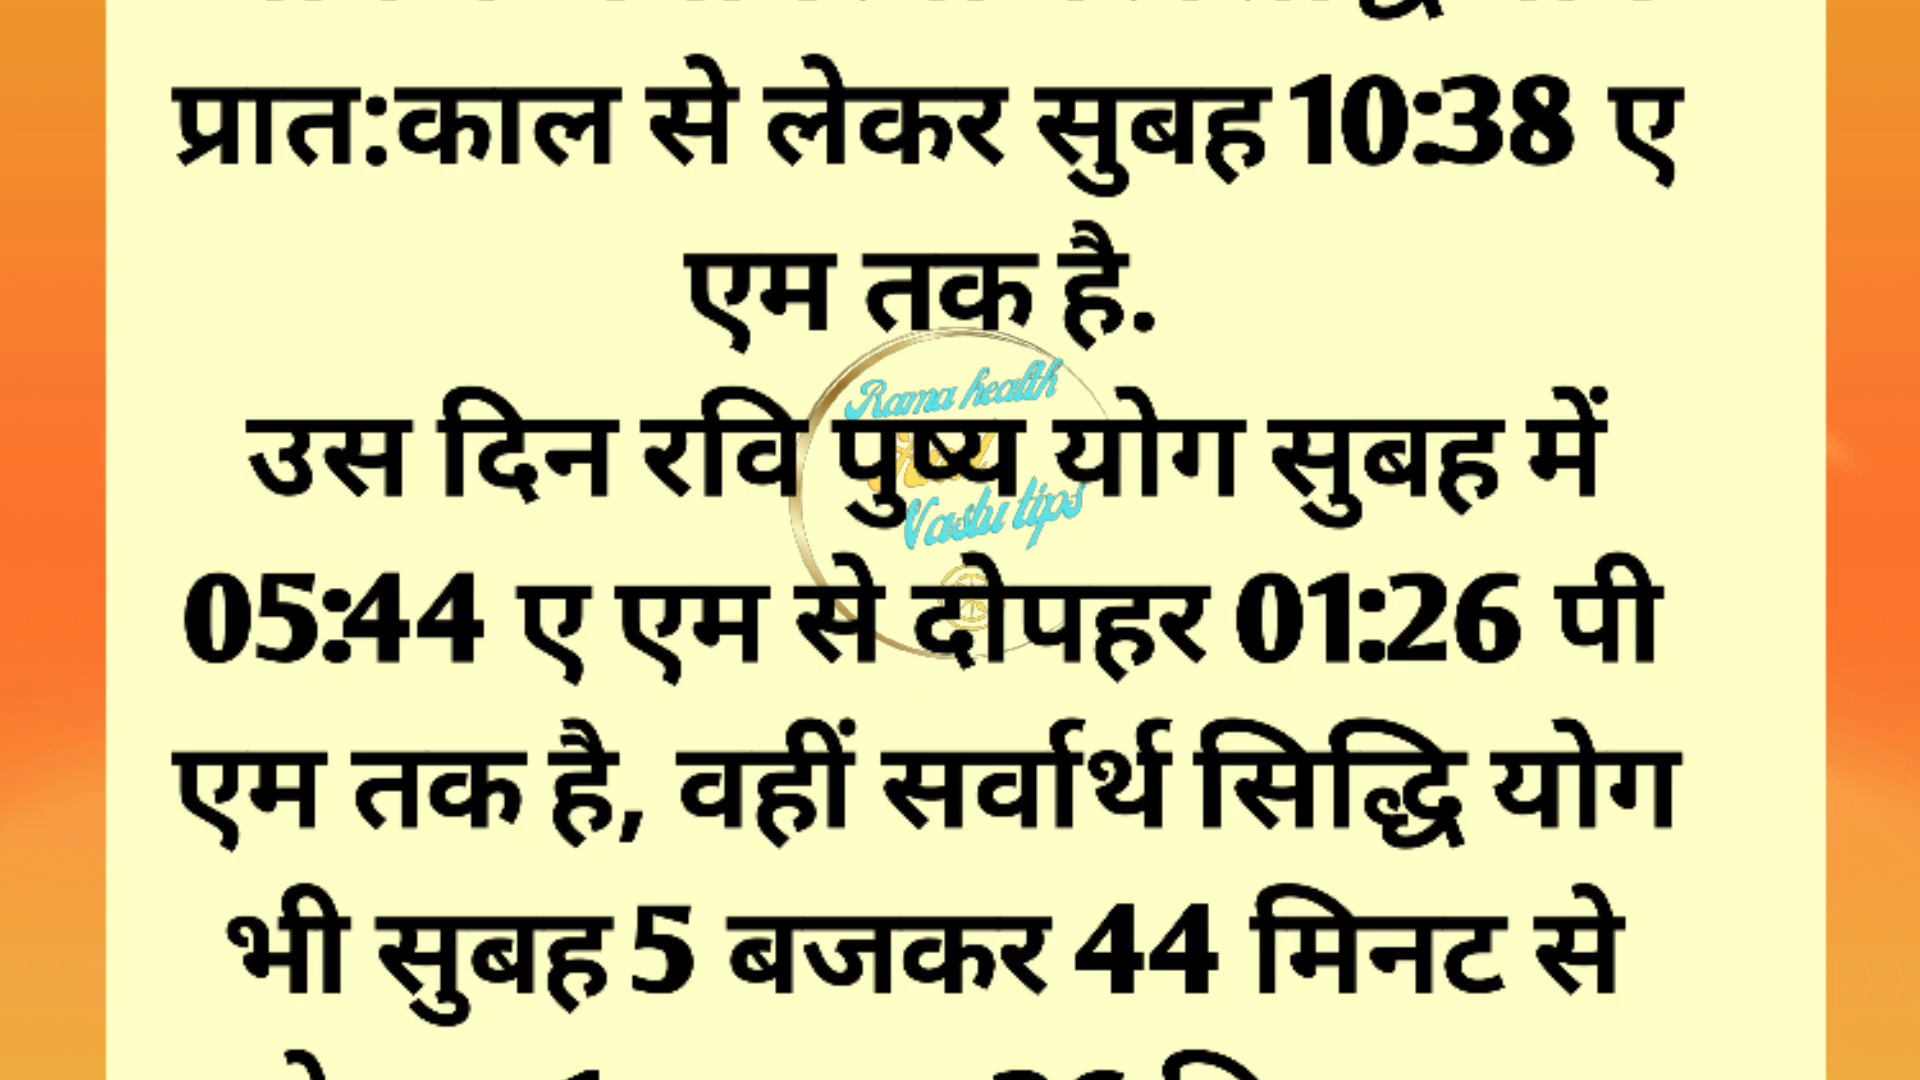 प्रात:काल से लेकर सुबह 10:38 ए
एम तक है.
Rama health
उस दिन रवि पुष्य योग सुबह में
Vastu tips
05:44 ए एम से दोपहर 01:26 पी
एम तक है, वहीं सर्वार्थ सिद्धि योग
भी सुबह 5 बजकर 44 मिनट से